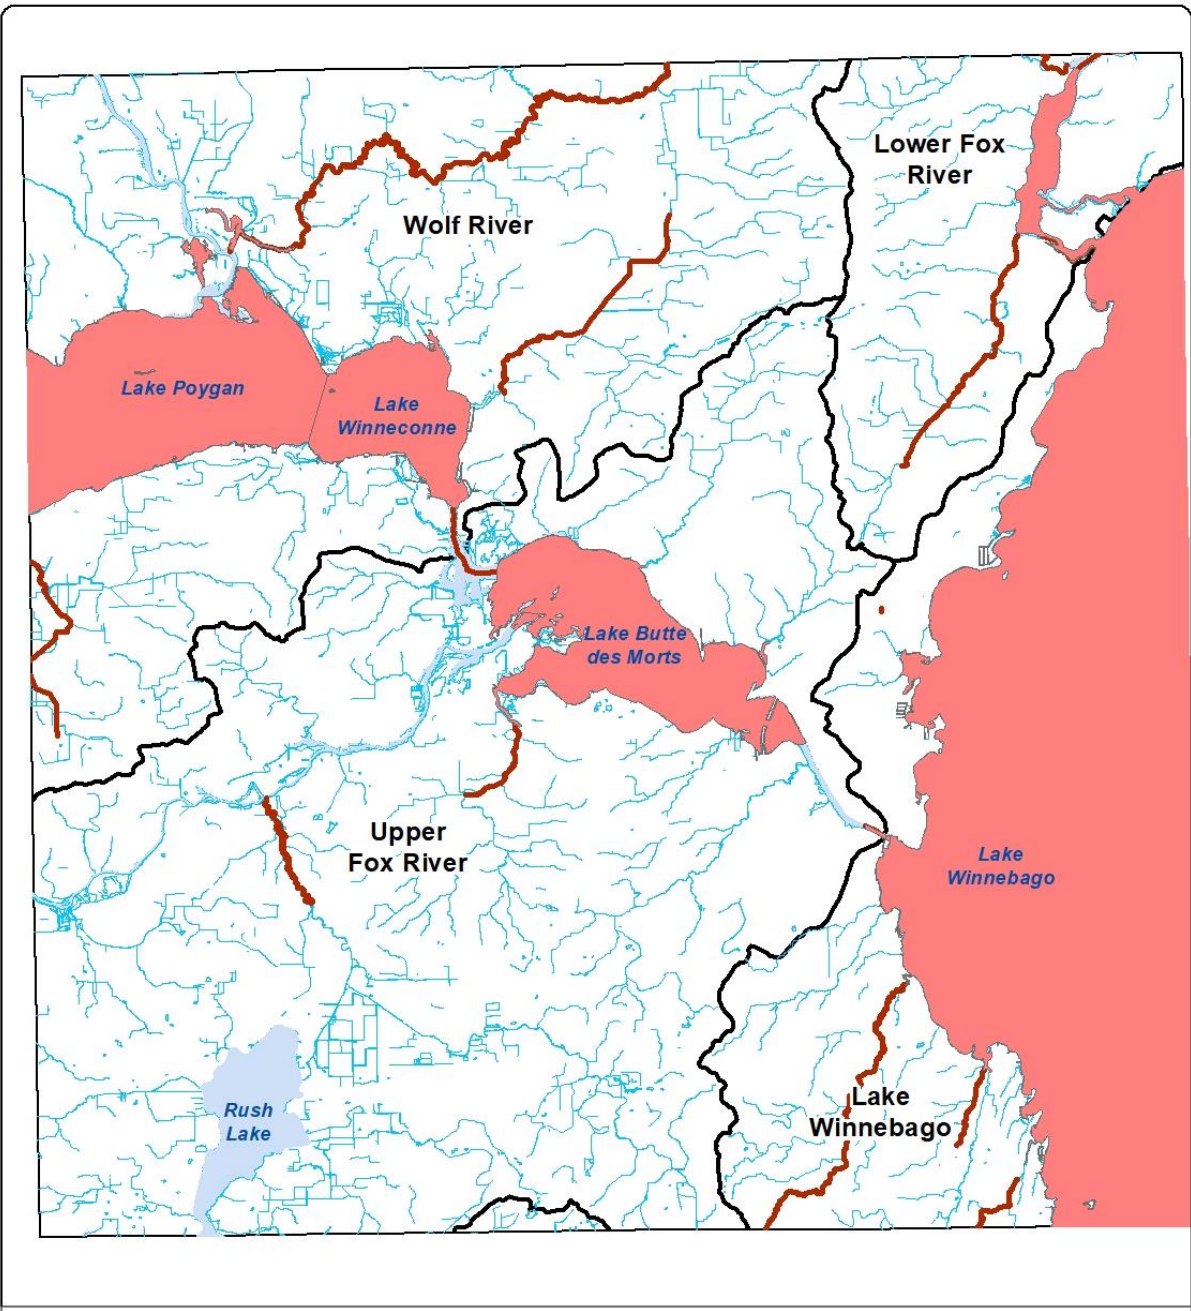 Lower Fox
River
Wolf River
Lake Poygan
Lake
Winneconne
Lake Butte
des Morts
Upper
Fox River
Lake
Winnebago
Rush
Lake
Lake
Winnebago